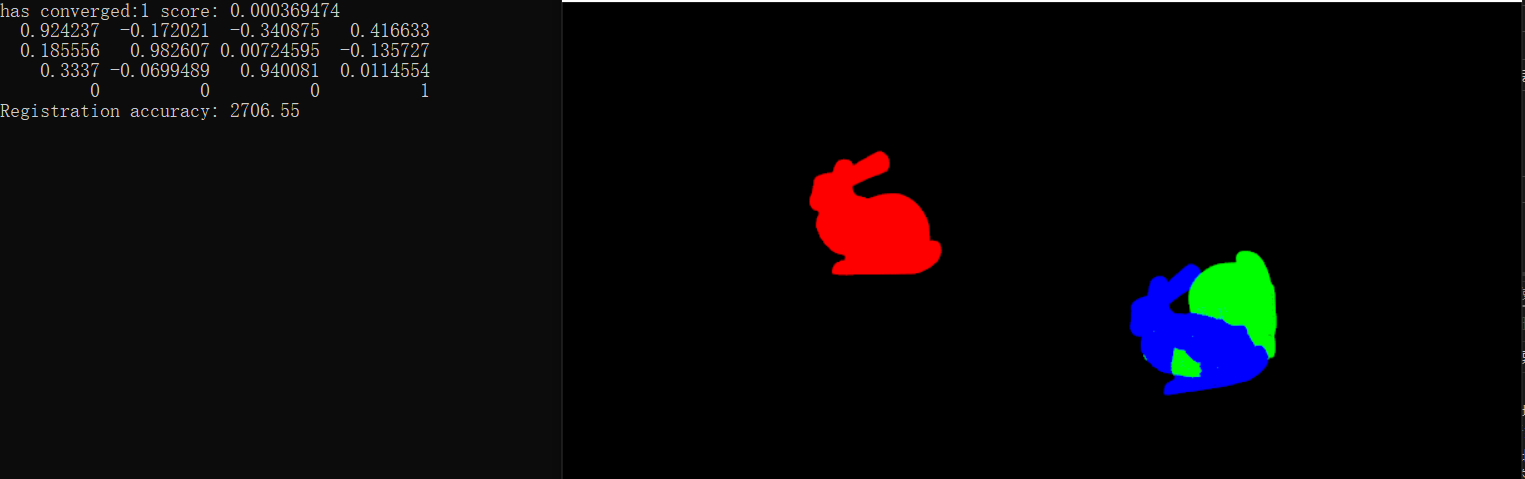 has converged:1 score: 0.000369474
0.924237 -0.172021 -0.340875 0.416633
0.185556 0.982607 0.00724595 -0.135727
0.3337 -0.0699489 0.940081 0.0114554
0 0 0 1
Registration accuracy: 2706.55